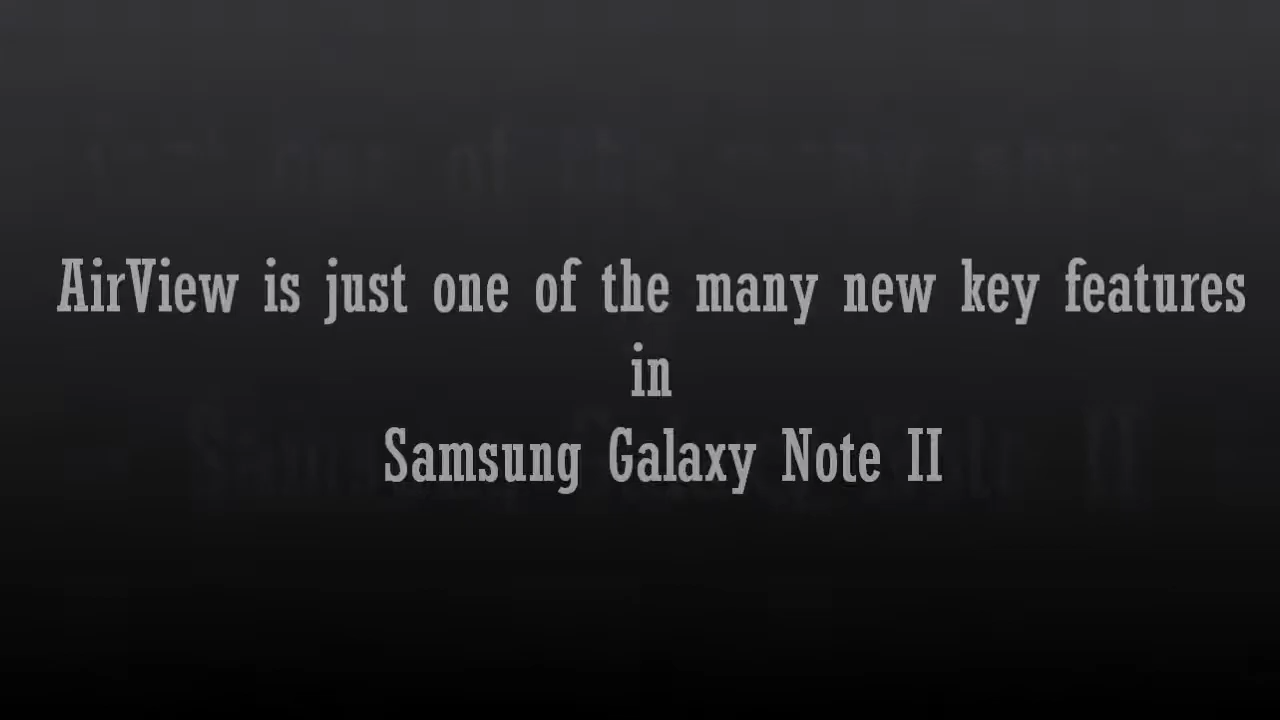 AirView is just one of the many new key features
in
Samsung Galaxy Note II